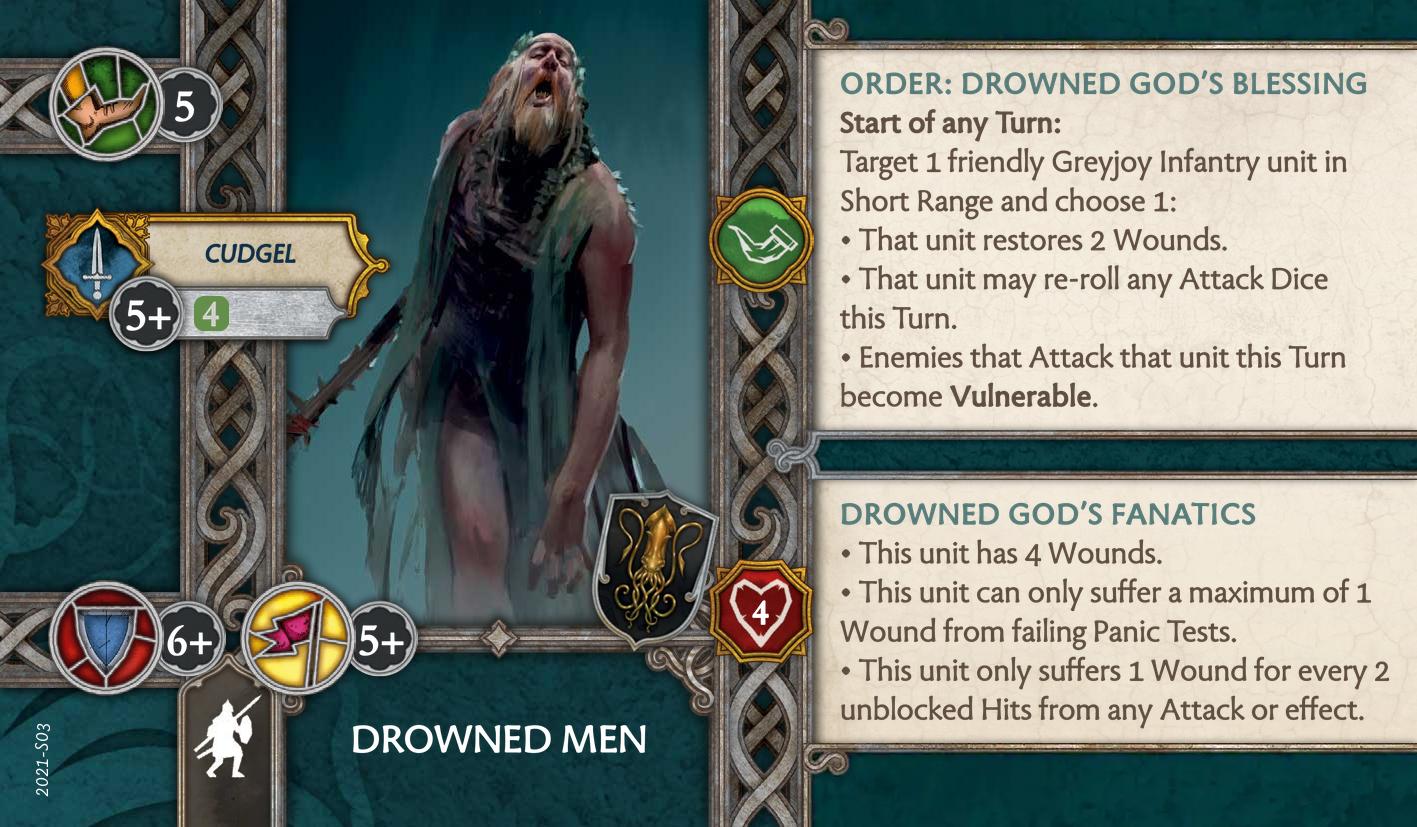 5
CUDGEL
5+ 4
6+ 5+
DROWNED MEN
2021-S03
ORDER: DROWNED GOD'S BLESSING
Start of any Turn:
Target 1 friendly Greyjoy Infantry unit in
Short Range and choose 1:
• That unit restores 2 Wounds.
• That unit may re-roll any Attack Dice
this Turn.
• Enemies that Attack that unit this Turn
become Vulnerable.
4
DROWNED GOD'S FANATICS
• This unit has 4 Wounds.
• This unit can only suffer a maximum of 1
Wound from failing Panic Tests.
• This unit only suffers 1 Wound for every 2
unblocked Hits from any Attack or effect.